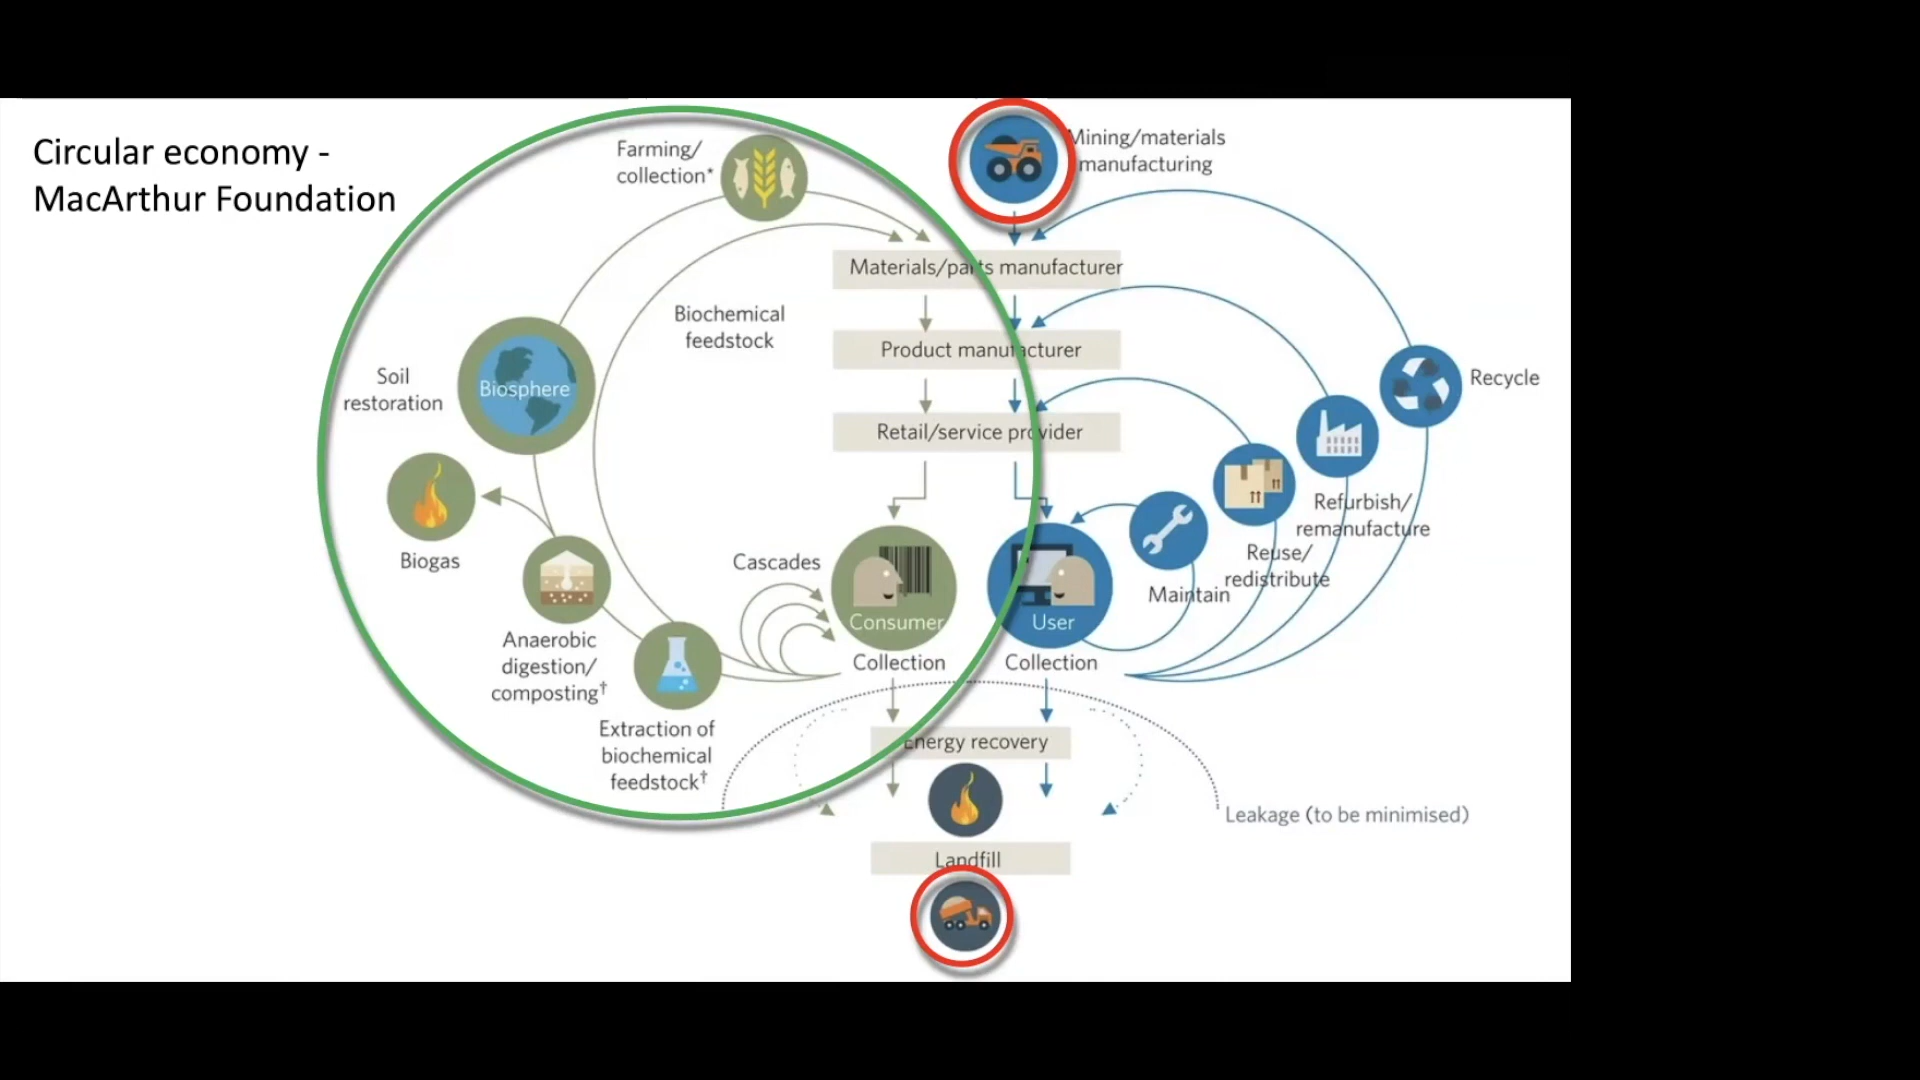 Circular economy -
MacArthur Foundation
Farming/
collection*
Mining/materials
manufacturing
Materials/parts manufacturer
Biochemical
feedstock
Product manufacturer
Soil
restoration
Biosphere
Recycle
Retail/service provider
Refurbish/
remanufacture
Reuse/
redistribute
Maintain
Biogas
Cascades
Consumer
User
Anaerobic
digestion/
composting†
Collection
Collection
Extraction of
biochemical
feedstock†
Energy recovery
Leakage (to be minimised)
Landfill